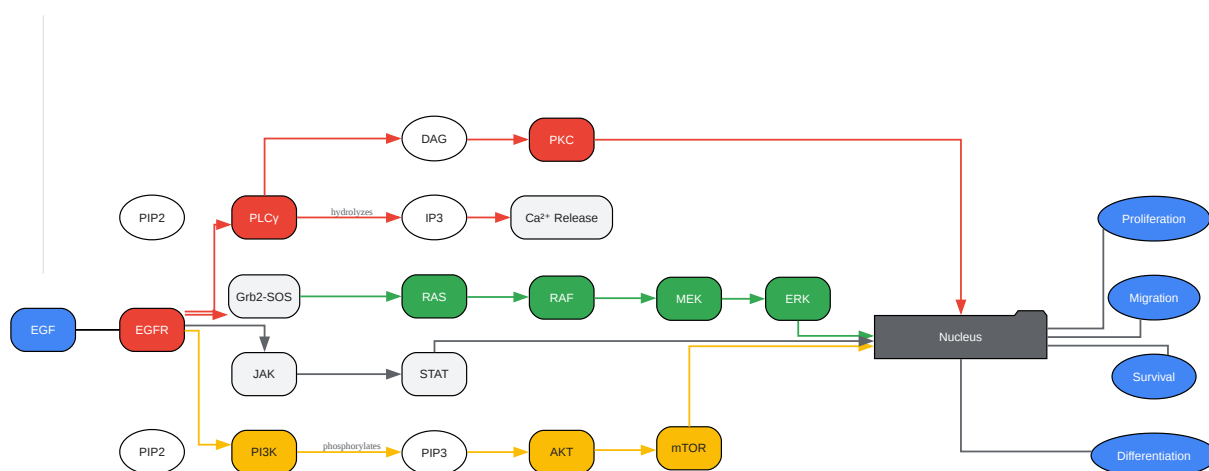 DAG
PKC
PIP2
PLCγ
hydrolyzes
IP3
Ca²⁺ Release
Proliferation
Grb2-SOS
RAS
RAF
MEK
ERK
Migration
EGF
EGFR
Nucleus
JAK
STAT
Survival
PIP2
PI3K
phosphorylates
PIP3
AKT
mTOR
Differentiation